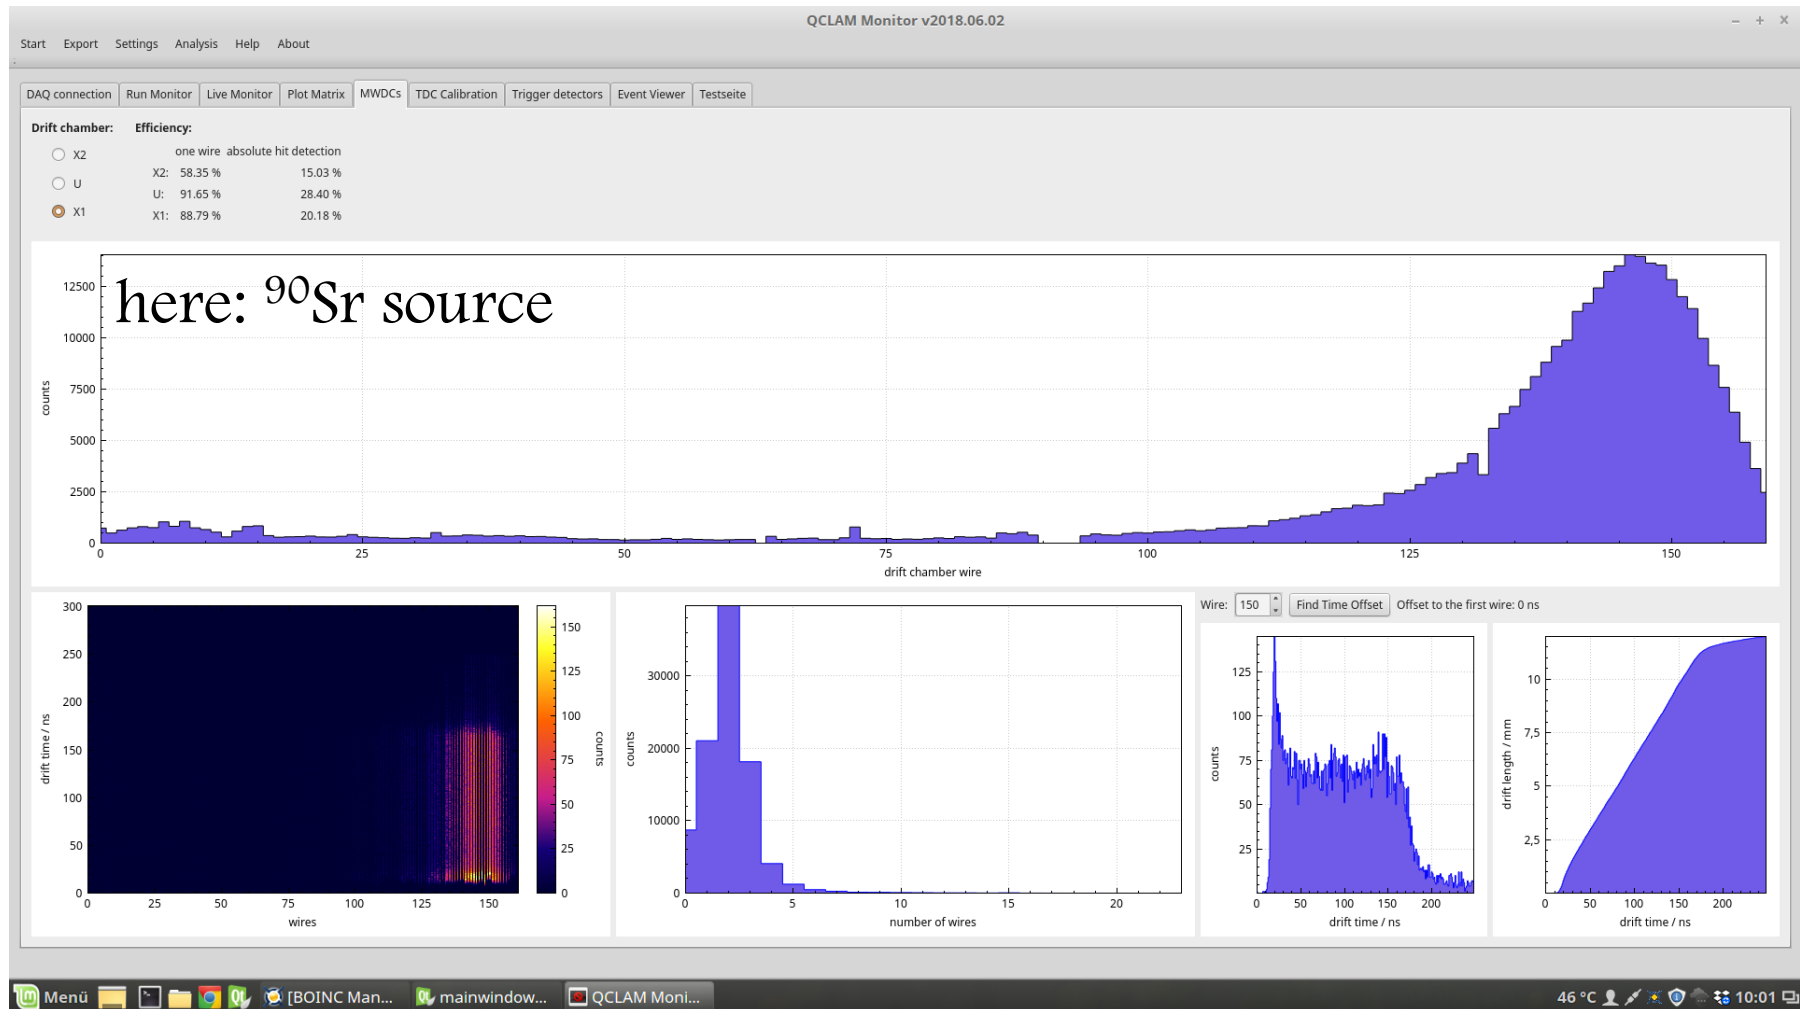 QCLAM Monitor v2018.06.02
Start Export Settings Analysis Help About
DAQ connection Run Monitor Live Monitor Plot Matrix MWDCs TDC Calibration Trigger detectors Event Viewer Testseite
Drift chamber: Efficiency:
one wire absolute hit detection
X2 X2: 58.35 % 15.03 %
U U: 91.65 % 28.40 %
X1 X1: 88.79 % 20.18 %
here: ⁹⁰Sr source
counts
12500
10000
7500
5000
2500
0
0 25 50 75 100 125 150
drift chamber wire
drift time / ns
300
250
200
150
100
50
0
0 25 50 75 100 125 150
wires
150
125
100
75
50
25
0
counts
counts
30000
20000
10000
0
0 5 10 15 20
number of wires
Wire: 150 Find Time Offset Offset to the first wire: 0 ns
counts
125
100
75
50
25
0 50 100 150 200
drift time / ns
drift length / mm
10
7,5
5
2,5
0 50 100 150 200
drift time / ns
Menü [BOINC Man... mainwindow... QCLAM Moni... 46 °C 10:01